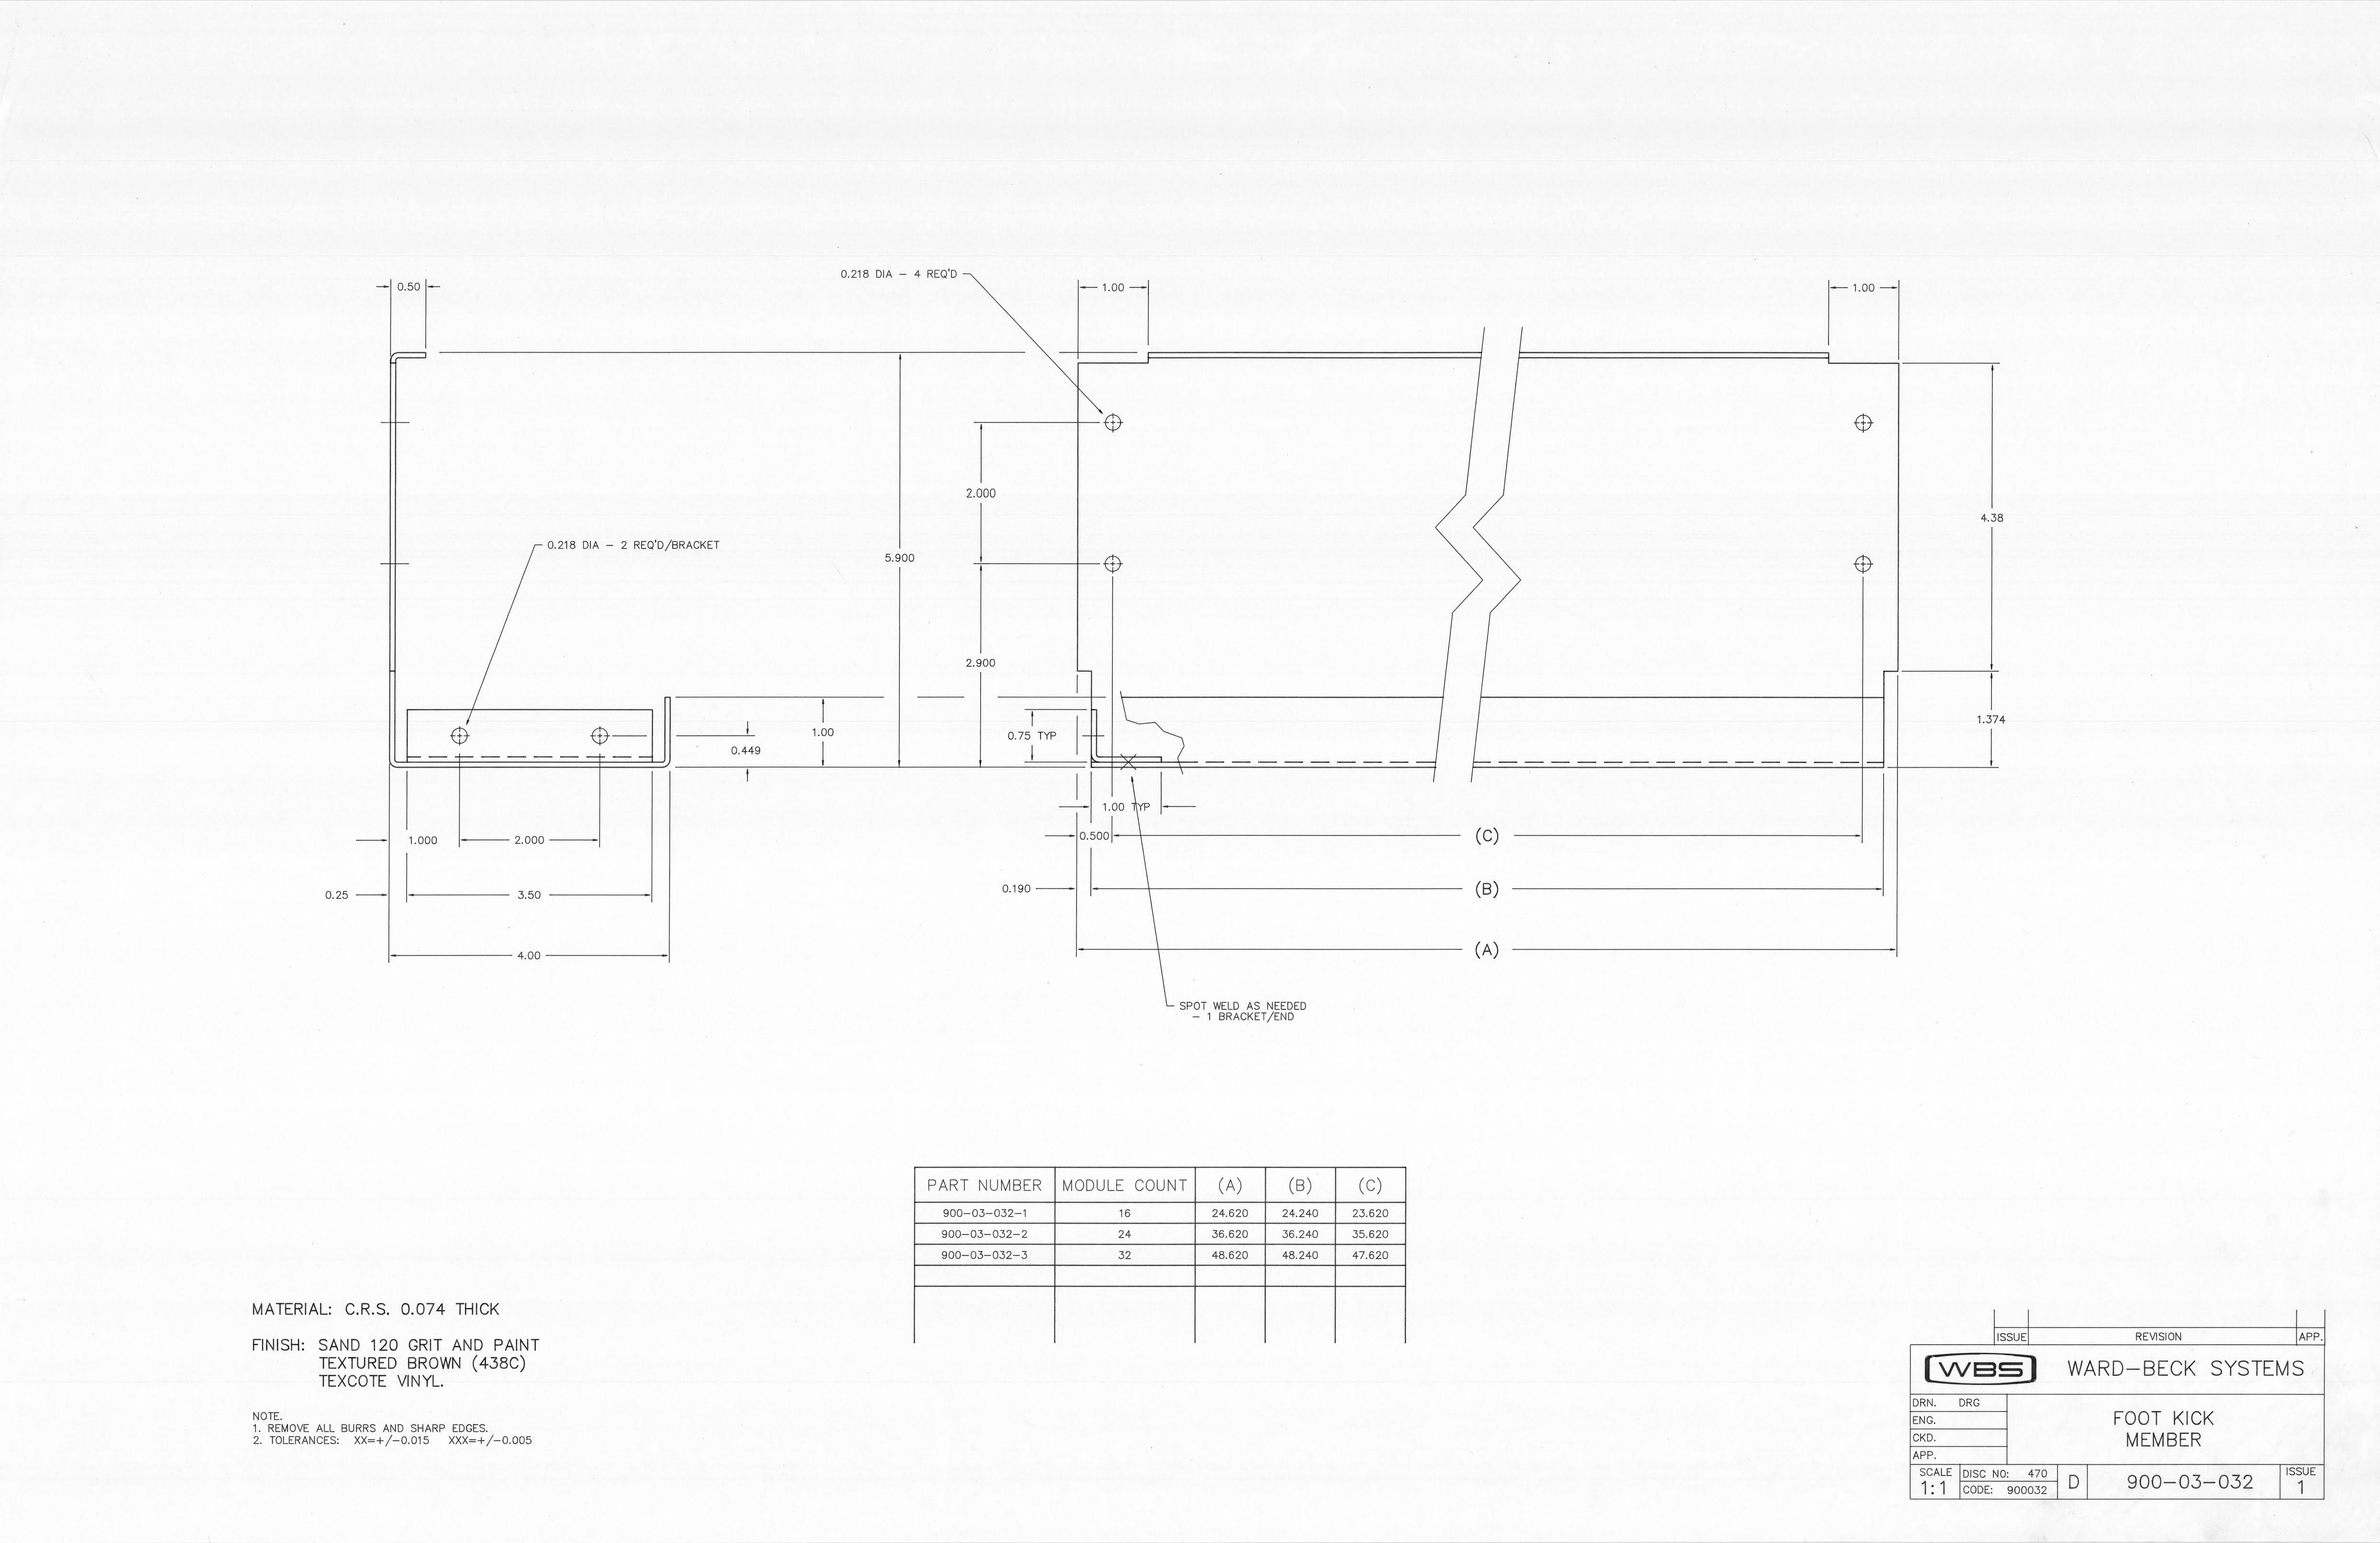 0.50
0.218 DIA – 4 REQ'D
1.00
1.00
2.000
4.38
0.218 DIA – 2 REQ'D/BRACKET
5.900
2.900
1.374
0.75 TYP
1.00
0.449
1.00 TYP
1.000
2.000
0.500
(C)
0.25
3.50
0.190
(B)
4.00
(A)
SPOT WELD AS NEEDED
– 1 BRACKET/END
PART NUMBER MODULE COUNT (A) (B) (C)
900–03–032–1 16 24.620 24.240 23.620
900–03–032–2 24 36.620 36.240 35.620
900–03–032–3 32 48.620 48.240 47.620
MATERIAL: C.R.S. 0.074 THICK
FINISH: SAND 120 GRIT AND PAINT
TEXTURED BROWN (438C)
TEXCOTE VINYL.
NOTE.
1. REMOVE ALL BURRS AND SHARP EDGES.
2. TOLERANCES: XX=+/–0.015 XXX=+/–0.005
ISSUE REVISION APP.
WBS WARD–BECK SYSTEMS
DRN. DRG
ENG.
CKD.
APP.
FOOT KICK
MEMBER
SCALE
1:1
DISC NO: 470
CODE: 900032
D
900–03–032
ISSUE
1